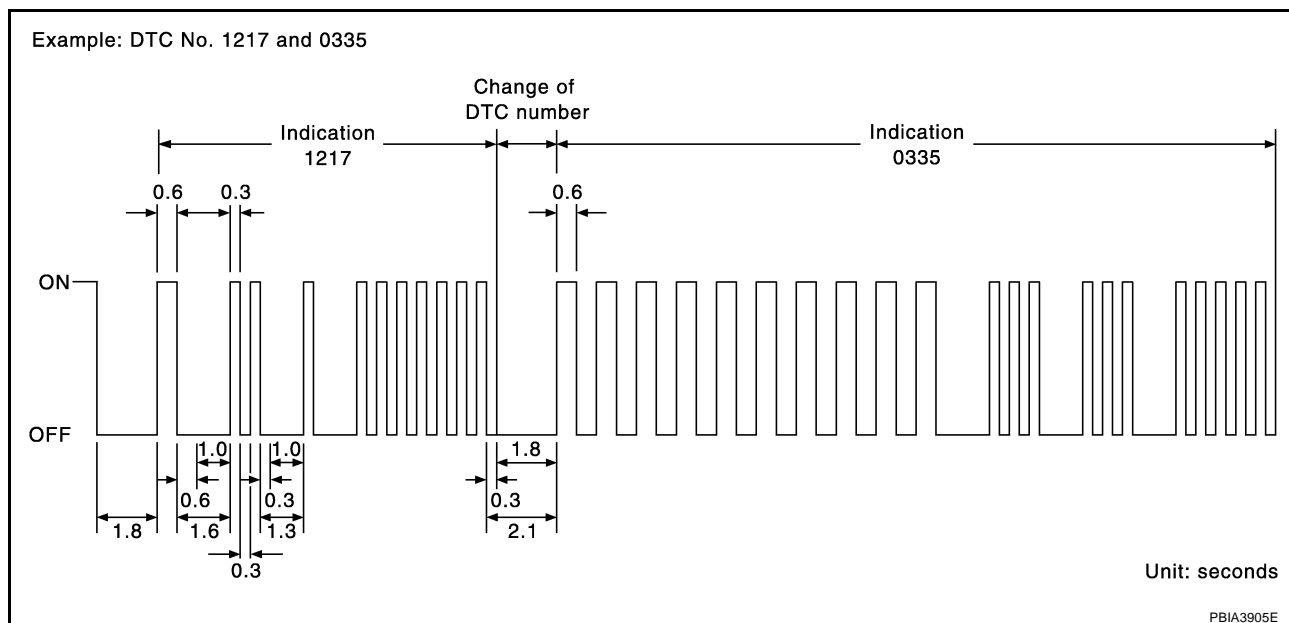 Example: DTC No. 1217 and 0335
Change of
DTC number
Indication
1217
Indication
0335
0.6
0.3
0.6
ON
OFF
1.0
1.0
1.8
0.6
0.3
0.3
1.8
1.6
1.3
2.1
0.3
Unit: seconds
PBIA3905E